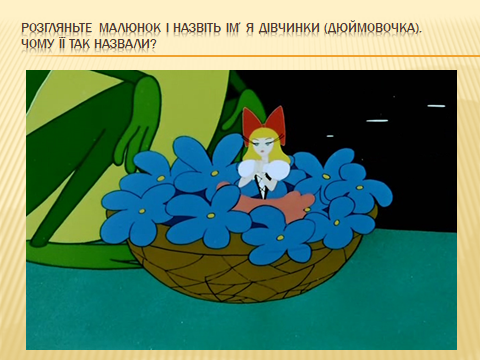 РОЗГЛЯНЬТЕ МАЛЮНОК І НАЗВІТЬ ІМ᾽ Я ДІВЧИНКИ (ДЮЙМОВОЧКА).
ЧОМУ ЇЇ ТАК НАЗВАЛИ?